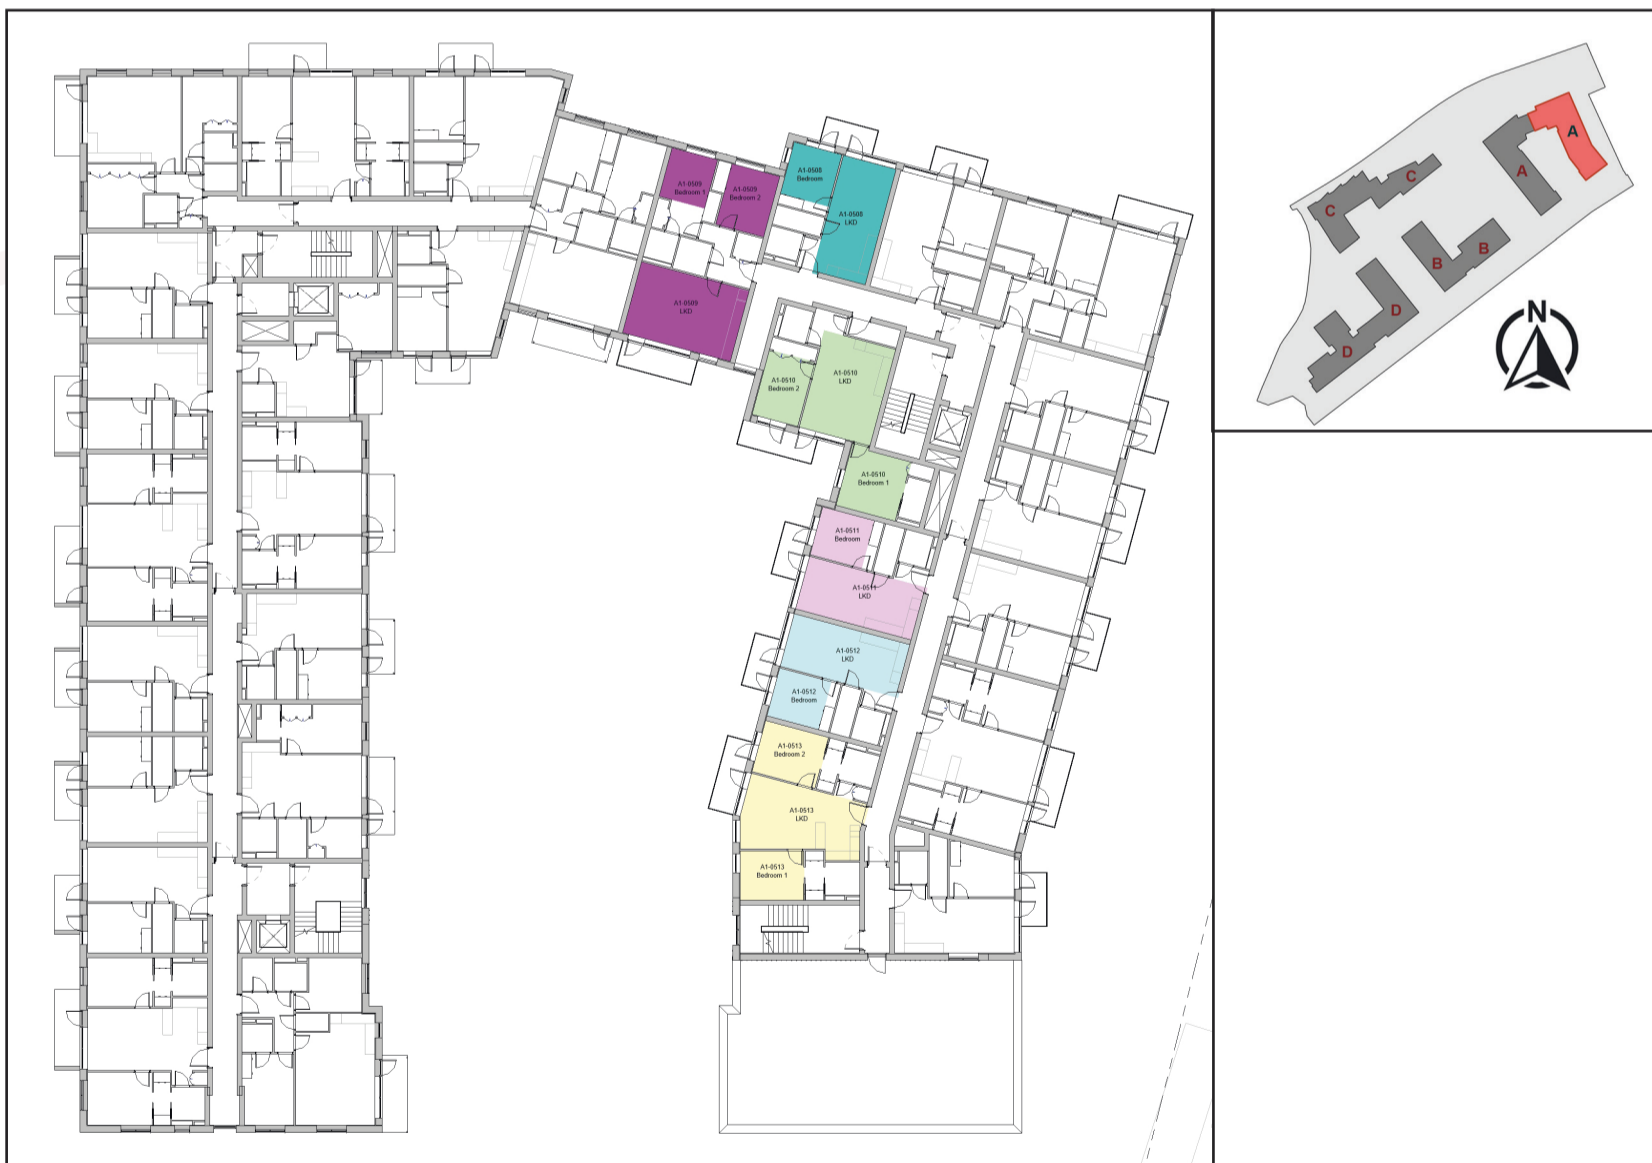 A1-0509
Bedroom 1
A1-0509
Bedroom 2
A1-0508
Bedroom
A1-0508
LKD
A1-0509
LKD
A1-0510
Bedroom 2
A1-0510
LKD
A1-0510
Bedroom 1
A1-0511
Bedroom
A1-0511
LKD
A1-0512
LKD
A1-0512
Bedroom
A1-0513
Bedroom 2
A1-0513
LKD
A1-0513
Bedroom 1
A
A
C
C
B
B
D
D
N